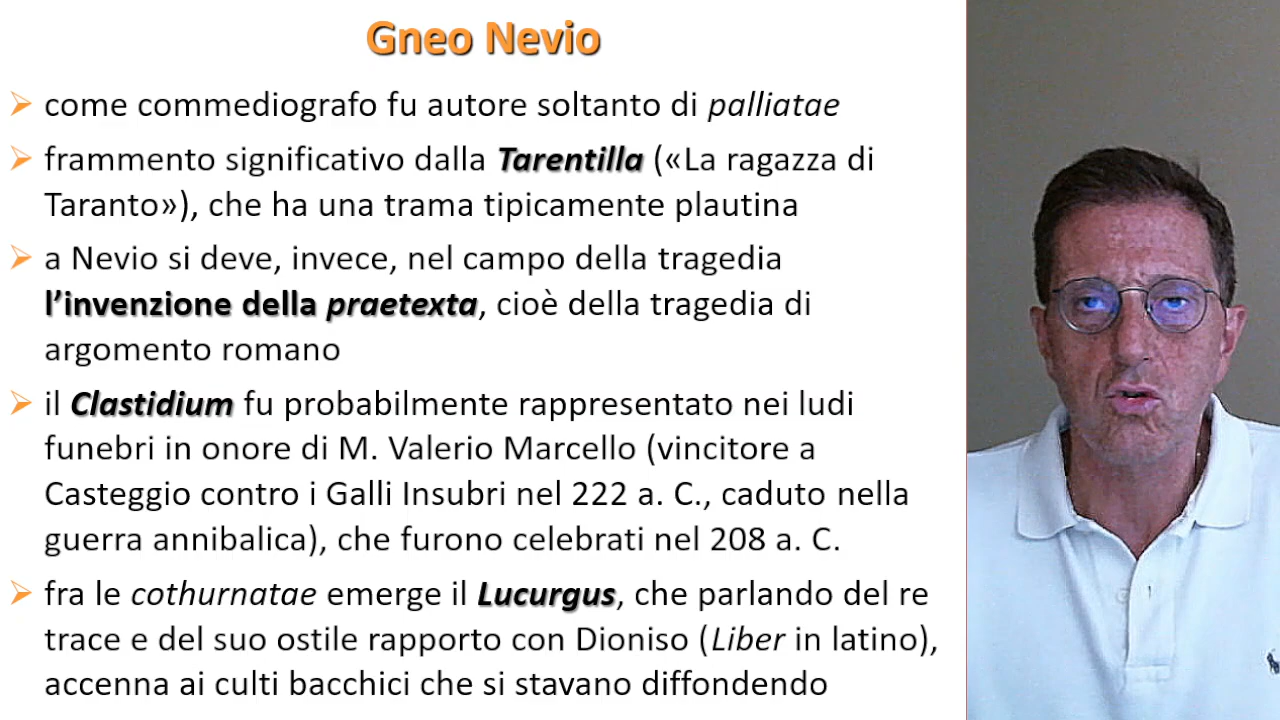 Gneo Nevio
come commediografo fu autore soltanto di palliatae
frammento significativo dalla Tarentilla («La ragazza di
Taranto»), che ha una trama tipicamente plautina
a Nevio si deve, invece, nel campo della tragedia
l’invenzione della praetexta, cioè della tragedia di
argomento romano
il Clastidium fu probabilmente rappresentato nei ludi
funebri in onore di M. Valerio Marcello (vincitore a
Casteggio contro i Galli Insubri nel 222 a. C., caduto nella
guerra annibalica), che furono celebrati nel 208 a. C.
fra le cothurnatae emerge il Lucurgus, che parlando del re
trace e del suo ostile rapporto con Dioniso (Liber in latino),
accenna ai culti bacchici che si stavano diffondendo